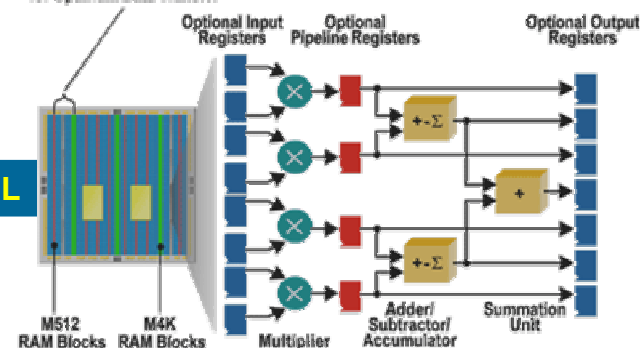 Optional Input
Registers
Optional
Pipeline Registers
Optional Output
Registers
L
+-Σ
+
+-Σ
M512
RAM Blocks
M4K
RAM Blocks
Multiplier
Adder/
Subtractor/
Accumulator
Summation
Unit